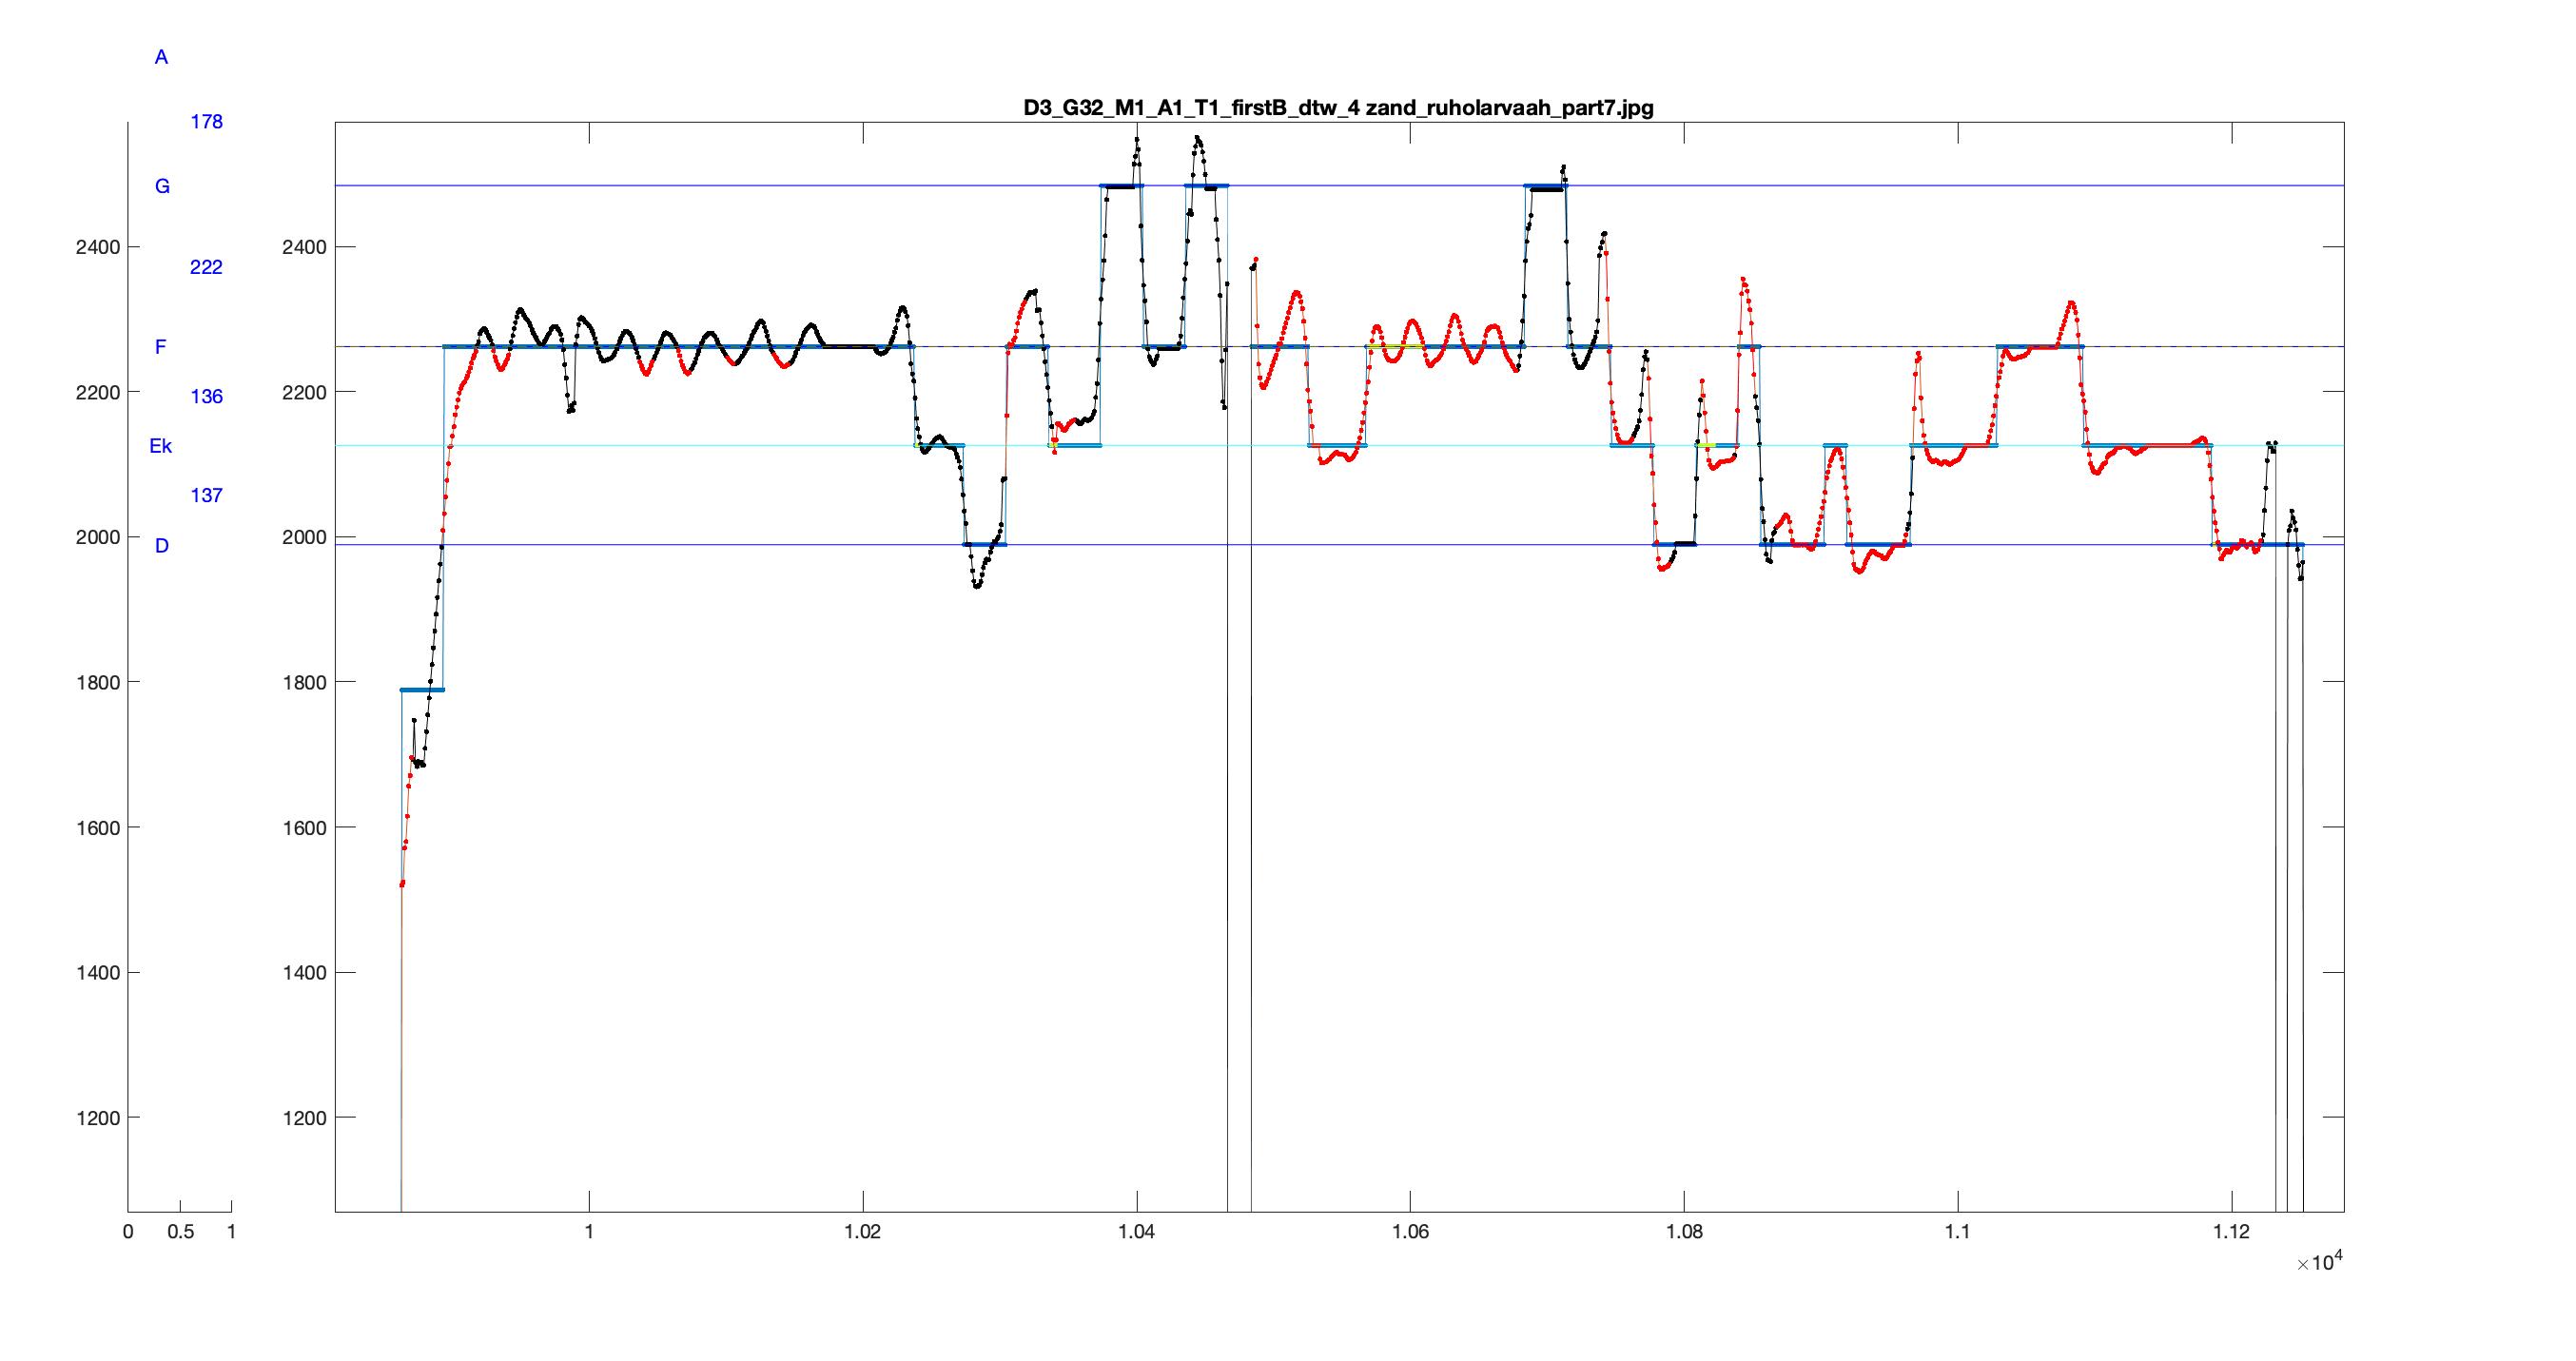 A
D3_G32_M1_A1_T1_firstB_dtw_4 zand_ruholarvaah_part7.jpg
178
G
2400 2400
222
F
2200 2200
136
Ek
137
2000 2000
D
1800 1800
1600 1600
1400 1400
1200 1200
0 0.5 1 1 1.02 1.04 1.06 1.08 1.1 1.12
×10^4